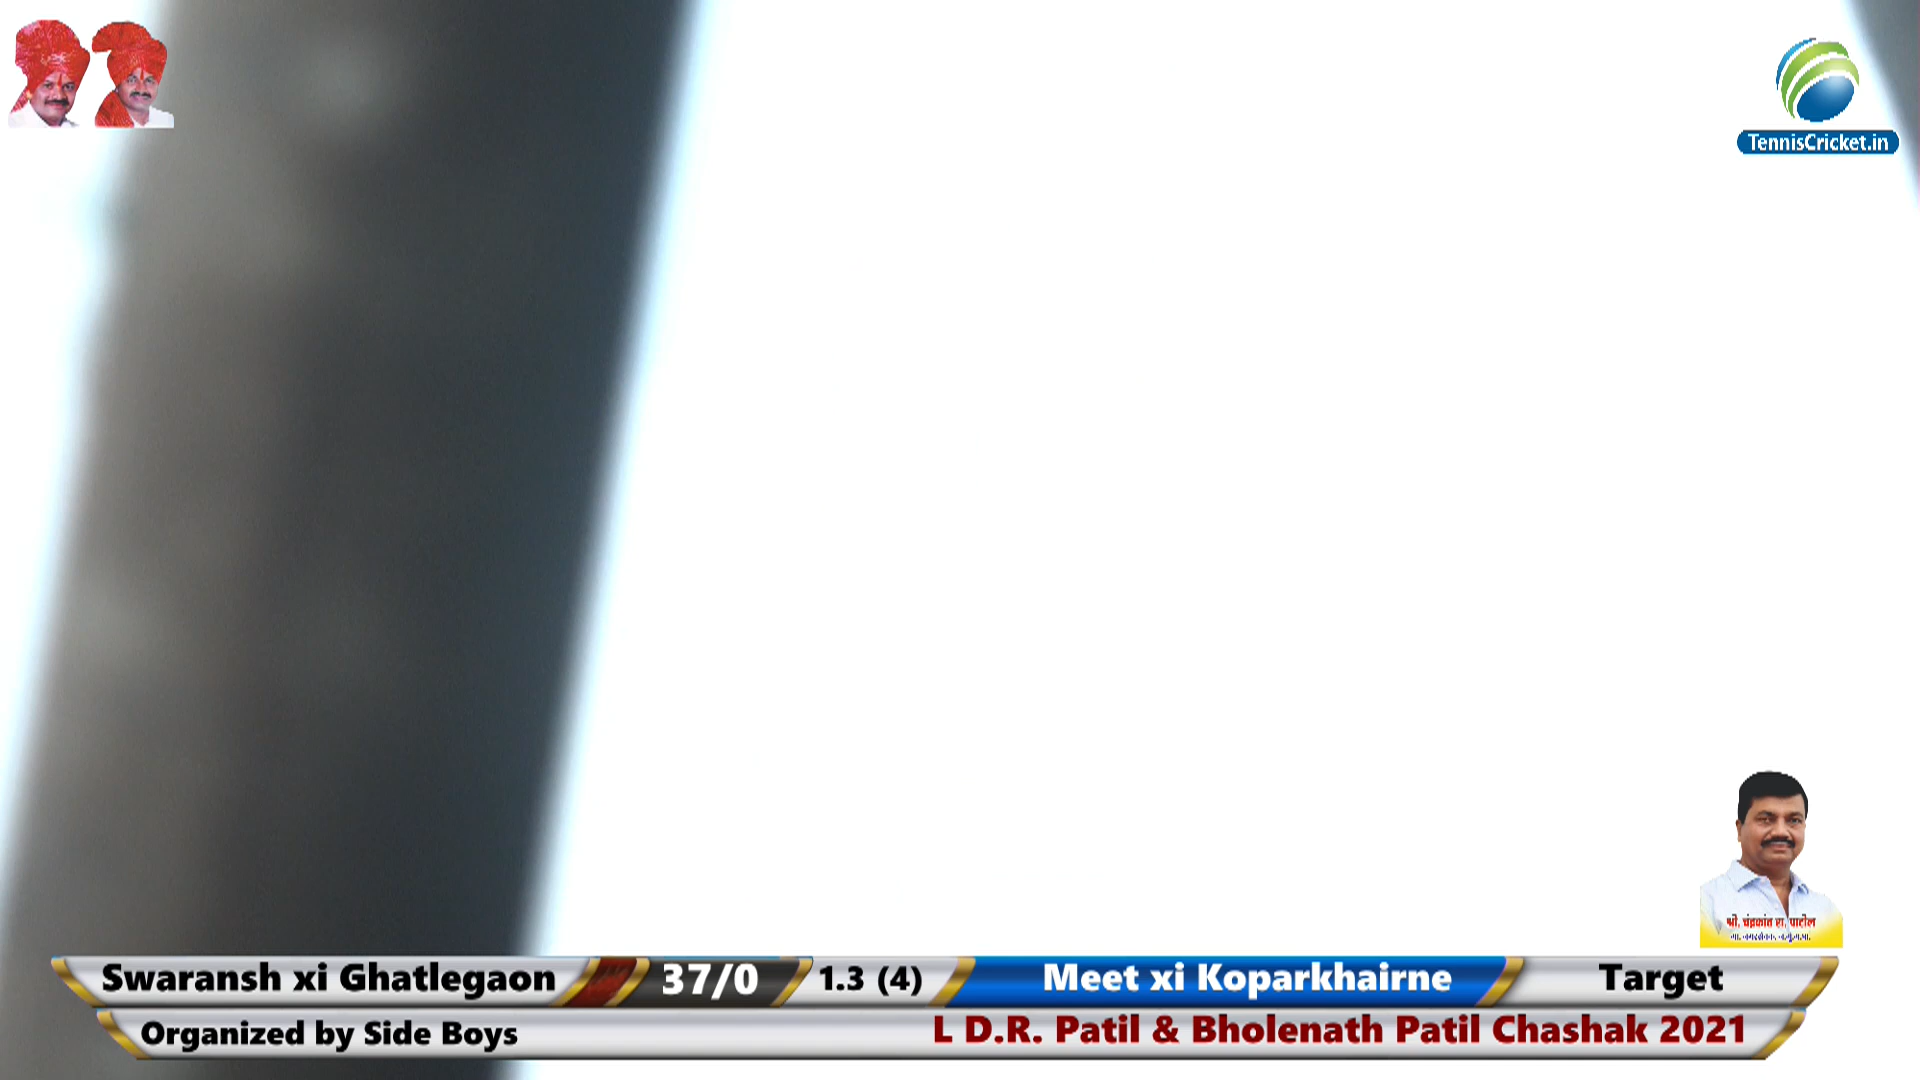 TennisCricket.in
श्री. चंद्रकांत रा. पाटील
Swaransh xi Ghatlegaon 37/0 1.3 (4) Meet xi Koparkhairne Target
Organized by Side Boys L D.R. Patil & Bholenath Patil Chashak 2021